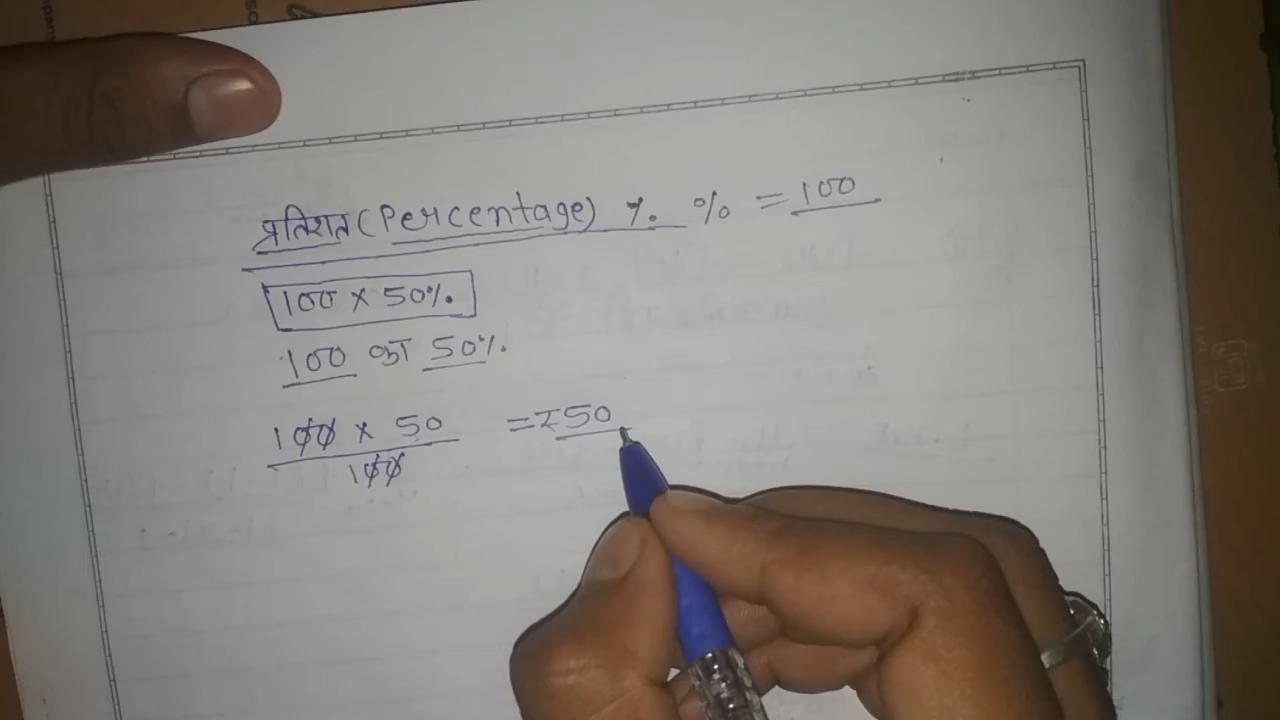 प्रतिशत (Percentage) % % = 100
100 x 50%.
100 का 50%.
100 x 50 = ₹50
100